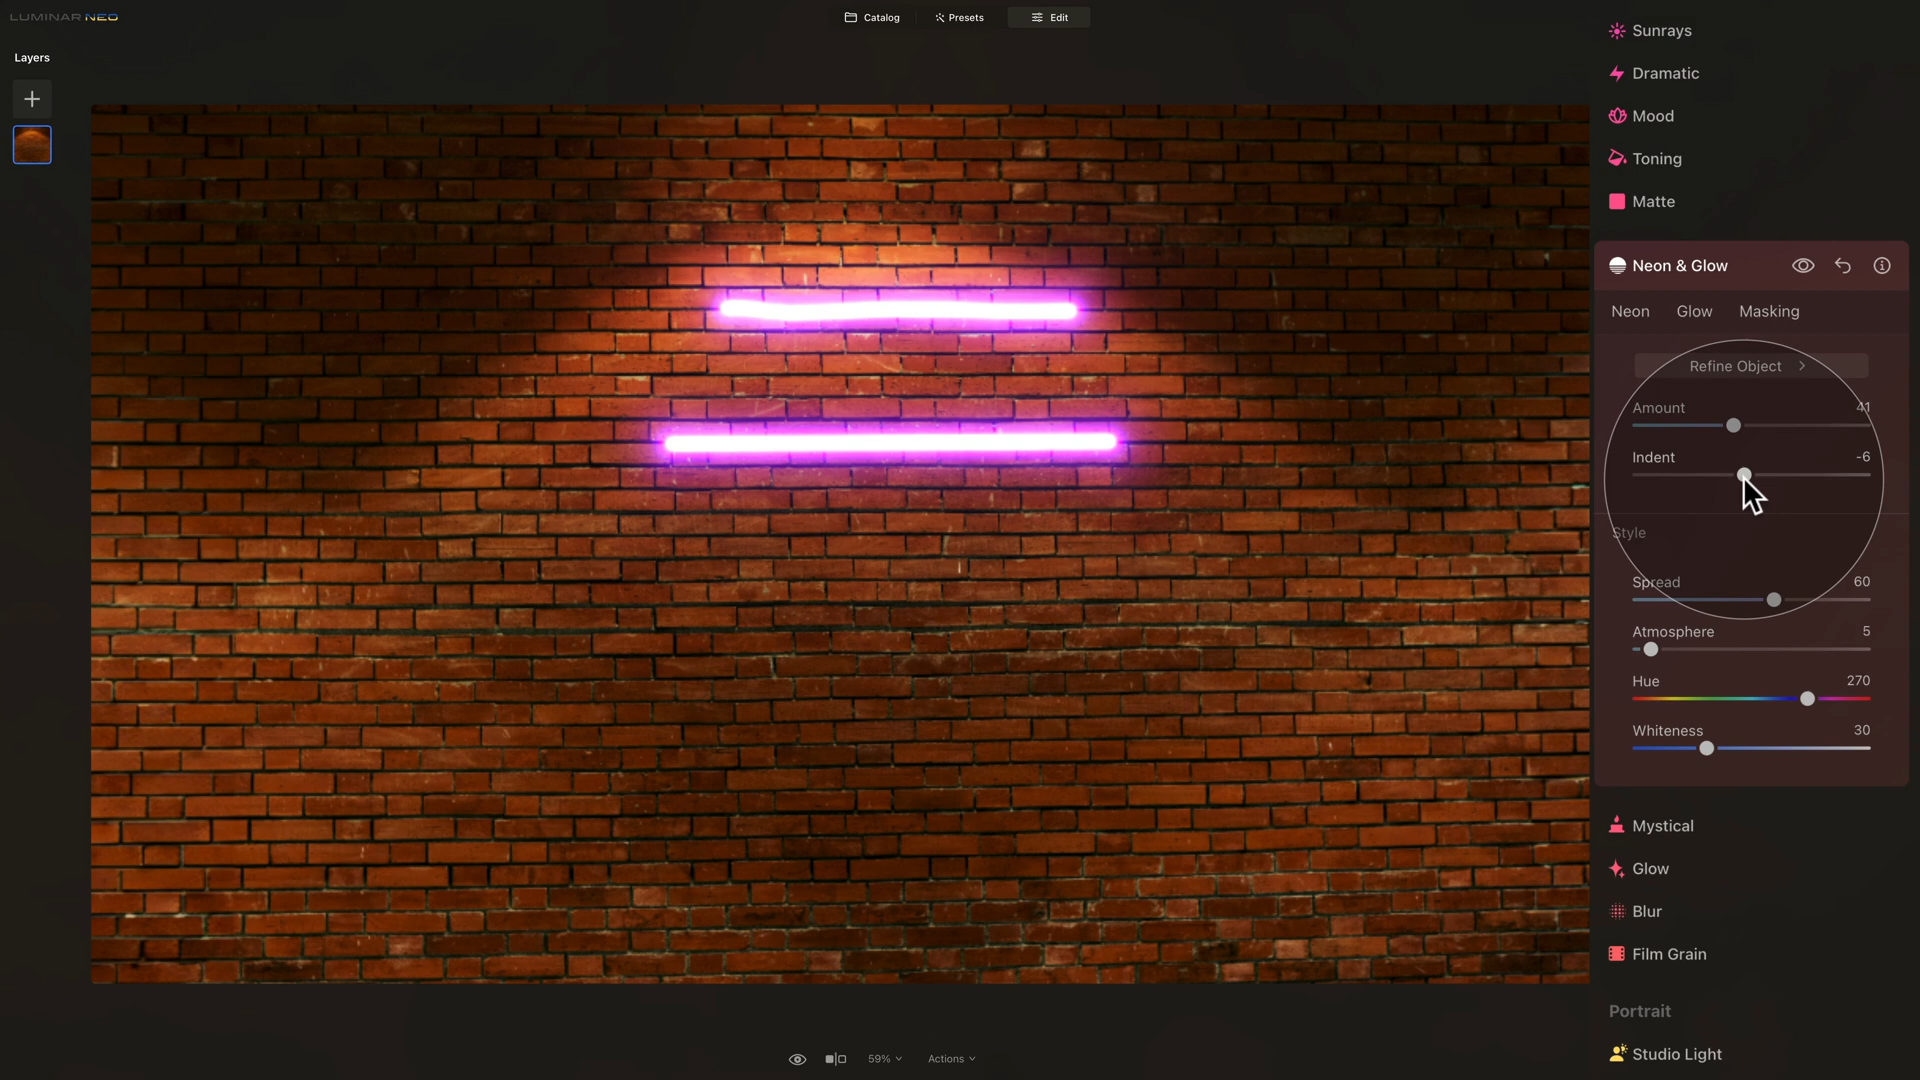 LUMINAR NEO
Catalog
Presets
Edit
Layers
Sunrays
Dramatic
Mood
Toning
Matte
Neon & Glow
Neon Glow Masking
Refine Object
Amount 41
Indent -6
Style
Spread 60
Atmosphere 5
Hue 270
Whiteness 30
Mystical
Glow
Blur
Film Grain
Portrait
Studio Light
59%
Actions